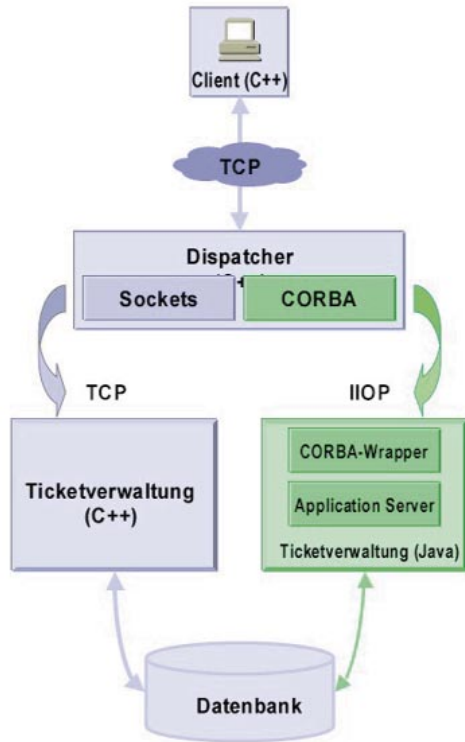 Client (C++)
TCP
Dispatcher
Sockets
CORBA
TCP
IIOP
Ticketverwaltung
(C++)
CORBA-Wrapper
Application Server
Ticketverwaltung (Java)
Datenbank